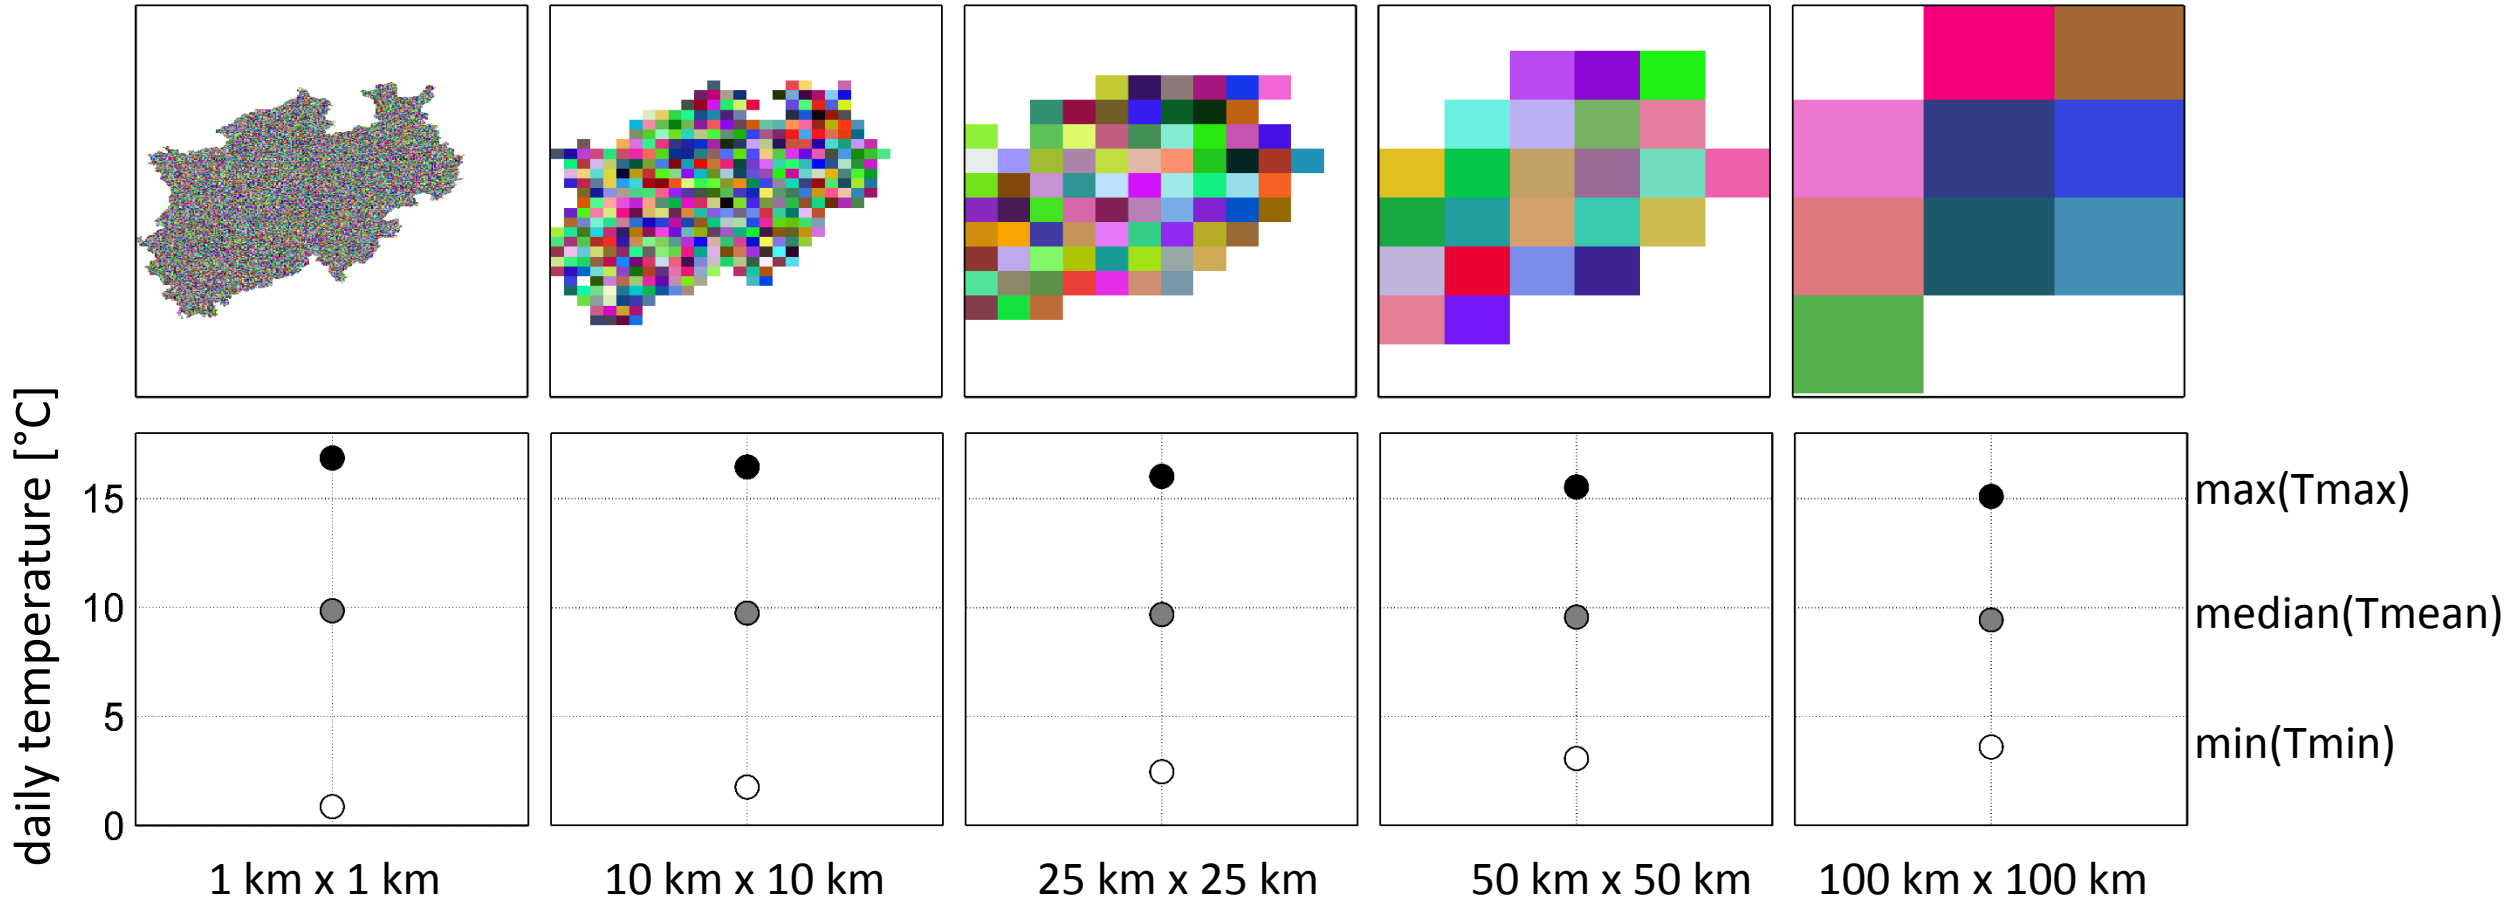 daily temperature [°C]
15
10
5
0
max(Tmax)
median(Tmean)
min(Tmin)
1 km x 1 km
10 km x 10 km
25 km x 25 km
50 km x 50 km
100 km x 100 km